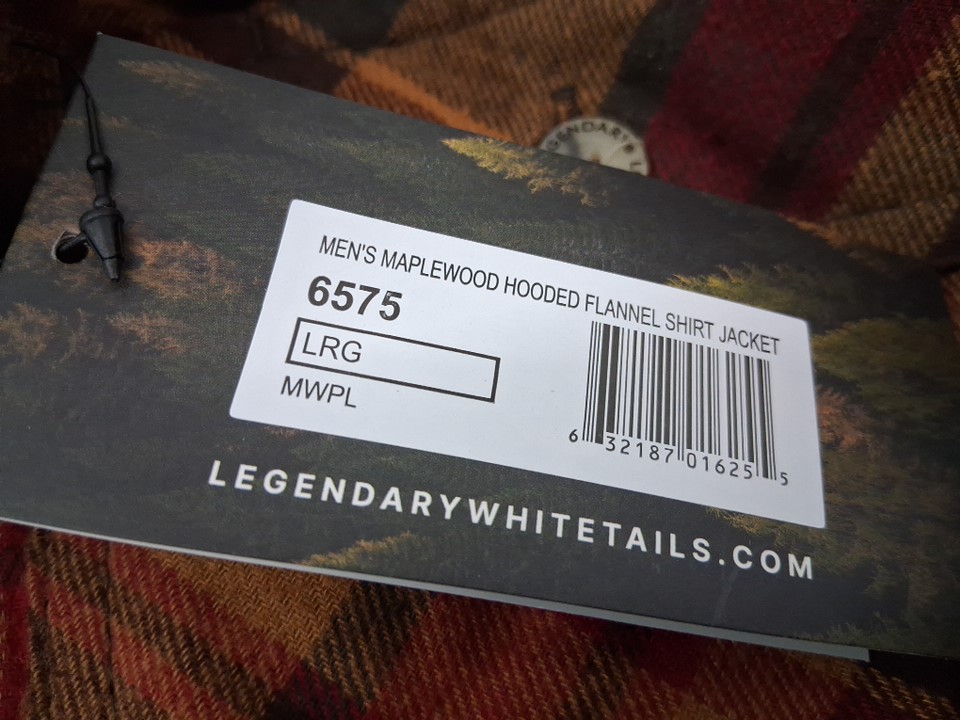 MEN'S MAPLEWOOD HOODED FLANNEL SHIRT JACKET
6575
LRG
MWPL
6 32187 01625 5
LEGENDARYWHITETAILS.COM